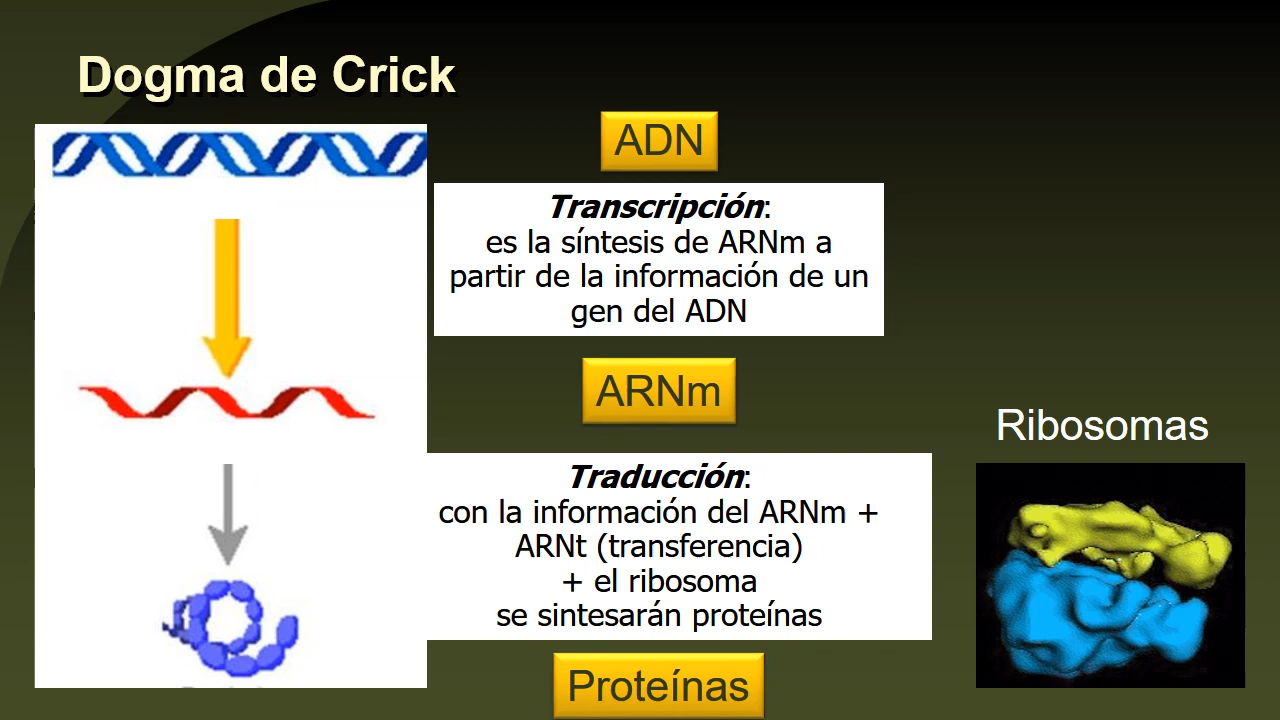 Dogma de Crick
ADN
Transcripción:
es la síntesis de ARNm a
partir de la información de un
gen del ADN
ARNm
Traducción:
con la información del ARNm +
ARNt (transferencia)
+ el ribosoma
se sintesarán proteínas
Proteínas
Ribosomas